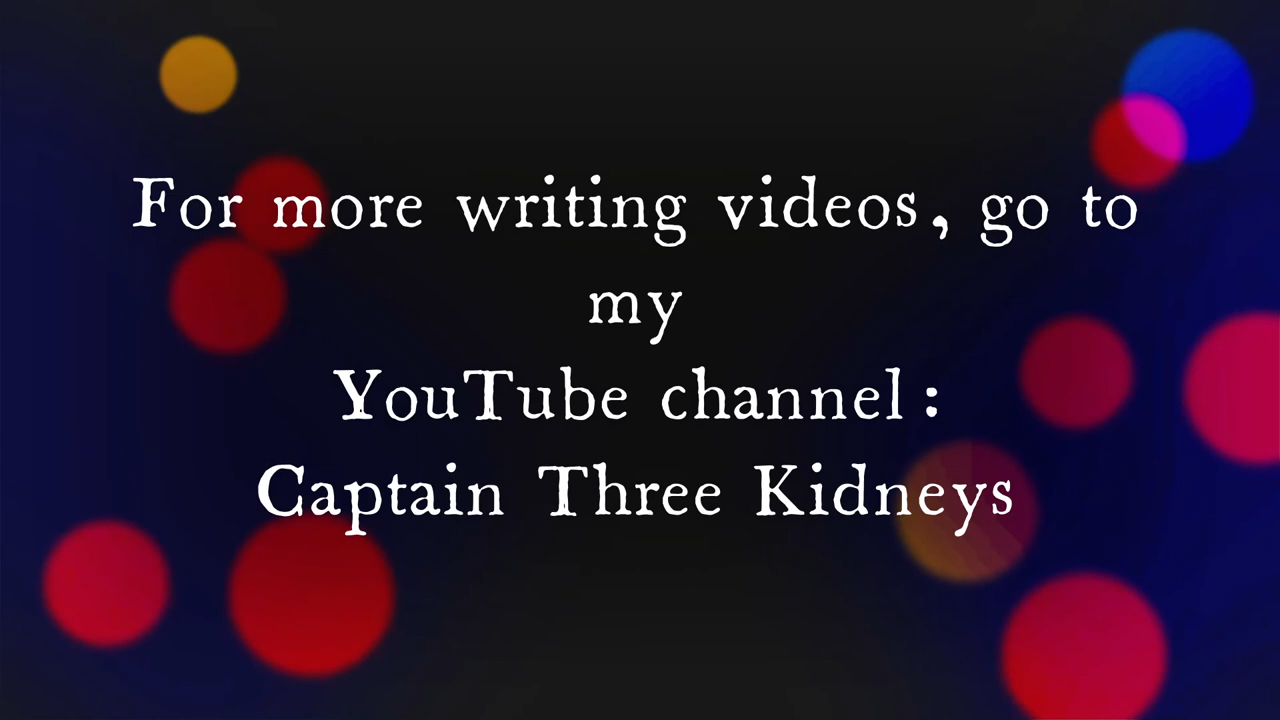 For more writing videos, go to
my
YouTube channel:
Captain Three Kidneys